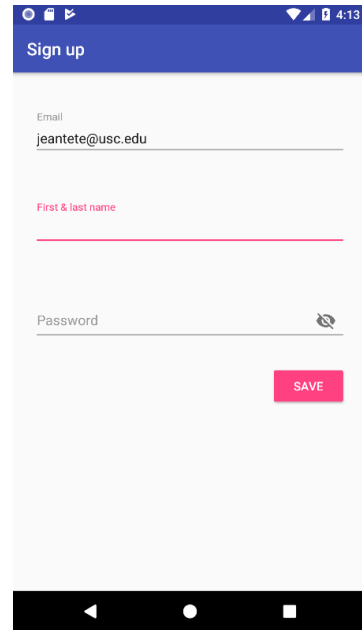 4:13
Sign up
Email
jeantete@usc.edu
First & last name
Password
SAVE